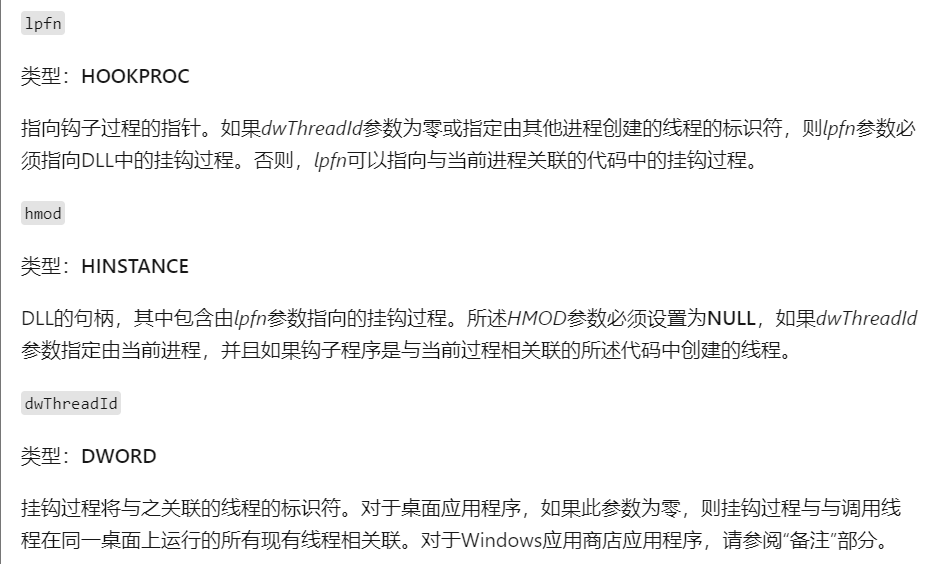 lpfn
类型：HOOKPROC
指向钩子过程的指针。如果dwThreadId参数为零或指定由其他进程创建的线程的标识符，则lpfn参数必
须指向DLL中的挂钩过程。否则，lpfn可以指向与当前进程关联的代码中的挂钩过程。
hmod
类型：HINSTANCE
DLL的句柄，其中包含由lpfn参数指向的挂钩过程。所述HMOD参数必须设置为NULL，如果dwThreadId
参数指定由当前进程，并且如果钩子程序是与当前过程相关联的所述代码中创建的线程。
dwThreadId
类型：DWORD
挂钩过程将与之关联的线程的标识符。对于桌面应用程序，如果此参数为零，则挂钩过程与与调用线
程在同一桌面上运行的所有现有线程相关联。对于Windows应用商店应用程序，请参阅“备注”部分。